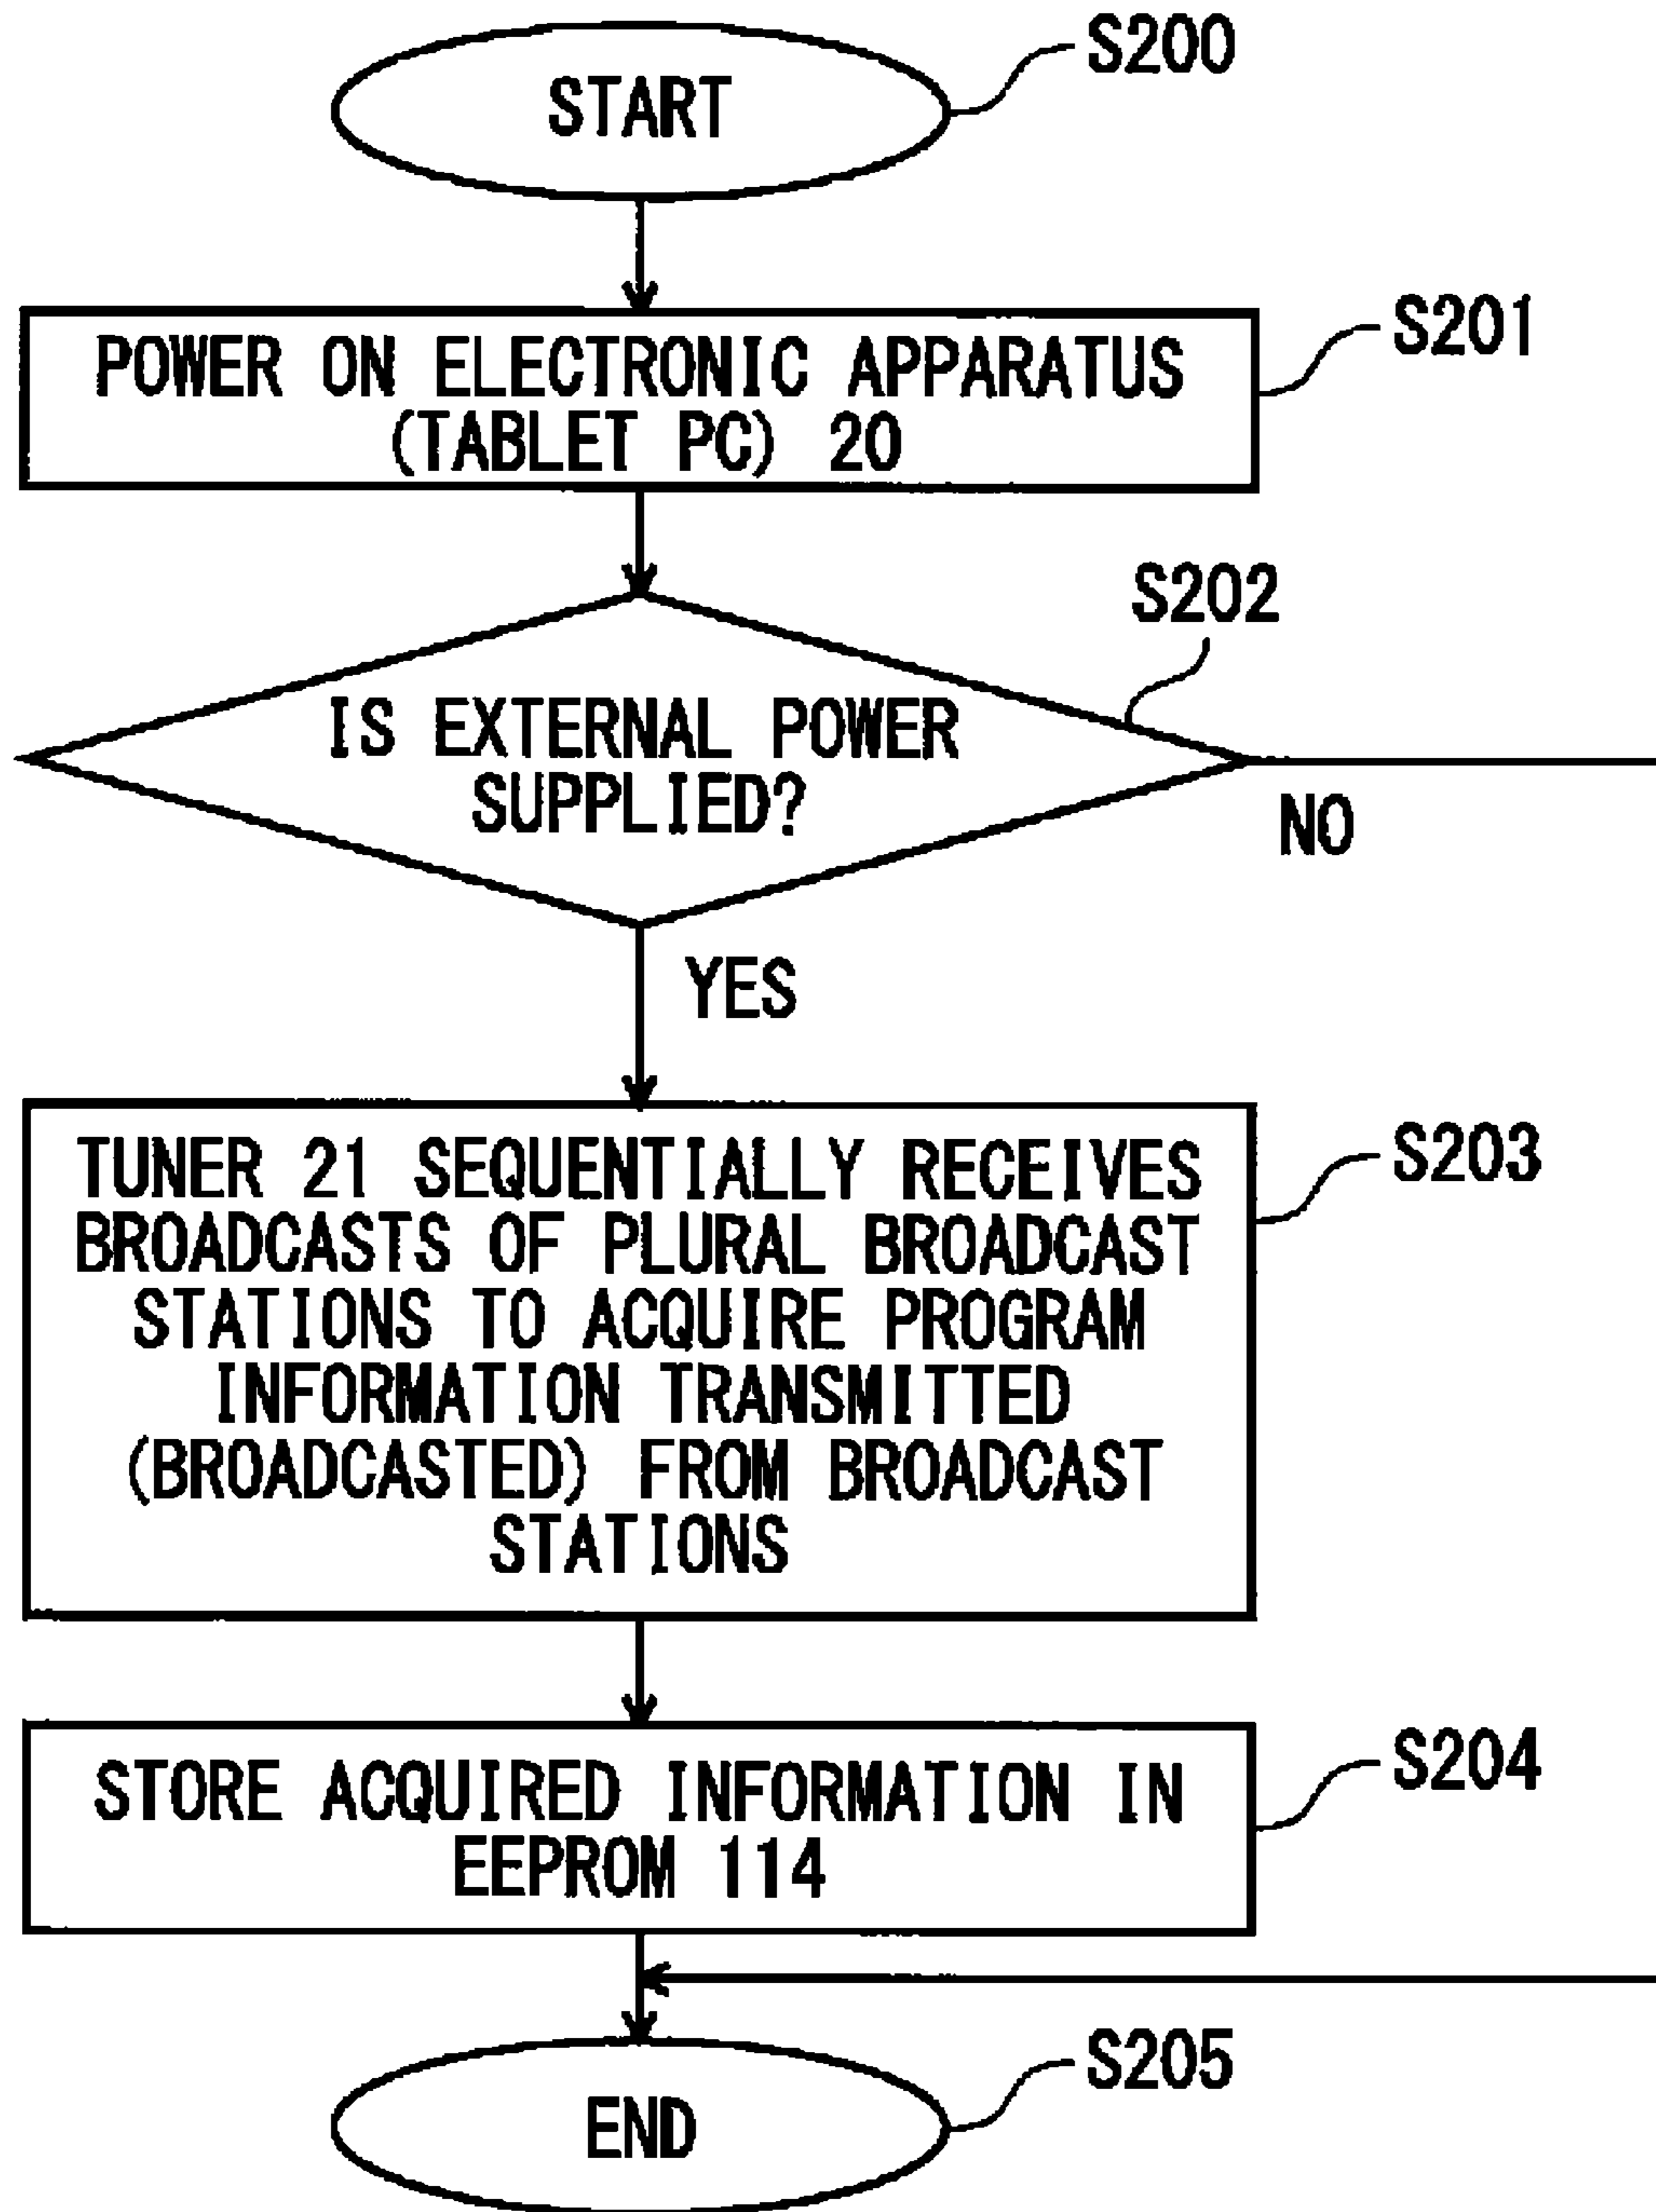 START
S200
POWER ON ELECTRONIC APPARATUS
(TABLET PC) 20
S201
S202
IS EXTERNAL POWER
SUPPLIED?
NO
YES
TUNER 21 SEQUENTIALLY RECEIVES
BROADCASTS OF PLURAL BROADCAST
STATIONS TO ACQUIRE PROGRAM
INFORMATION TRANSMITTED
(BROADCASTED) FROM BROADCAST
STATIONS
S203
STORE ACQUIRED INFORMATION IN
EEPROM 114
S204
END
S205